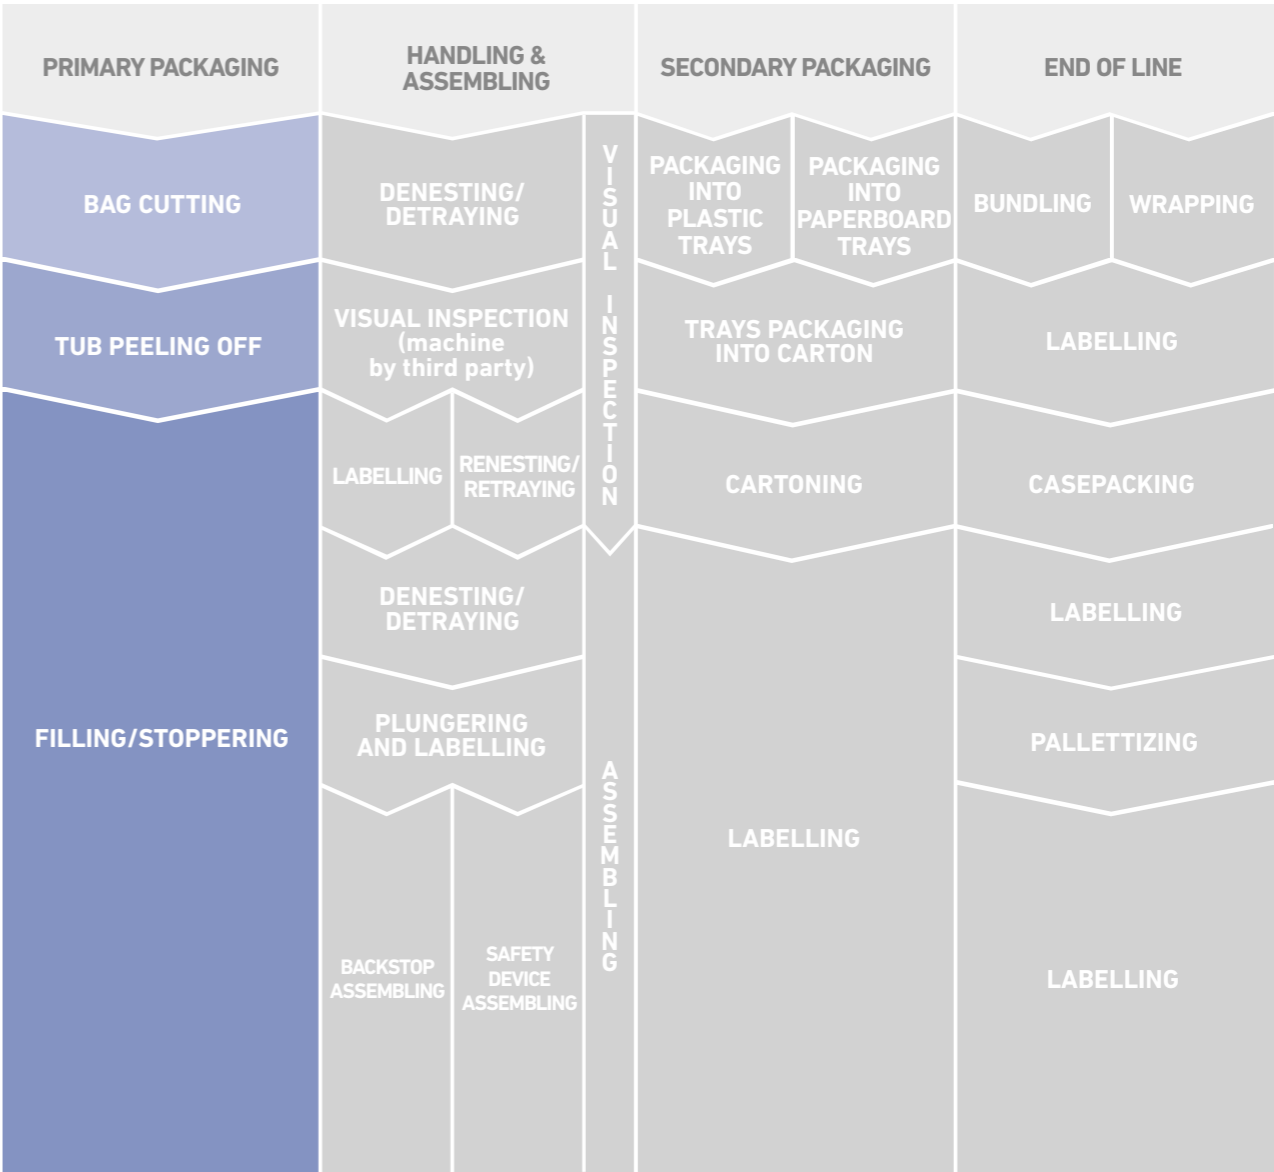 PRIMARY PACKAGING
BAG CUTTING
TUB PEELING OFF
FILLING/STOPPERING
HANDLING &
ASSEMBLING
DENESTING/
DETRAYING
VISUAL INSPECTION
(machine
by third party)
LABELLING
RENESTING/
RETRAYING
DENESTING/
DETRAYING
PLUNGERING
AND LABELLING
BACKSTOP
ASSEMBLING
SAFETY
DEVICE
ASSEMBLING
VISUAL INSPECTION
ASSEMBLING
SECONDARY PACKAGING
PACKAGING
INTO
PLASTIC
TRAYS
PACKAGING
INTO
PAPERBOARD
TRAYS
TRAYS PACKAGING
INTO CARTON
CARTONING
LABELLING
END OF LINE
BUNDLING
WRAPPING
LABELLING
CASEPACKING
LABELLING
PALLETTIZING
LABELLING